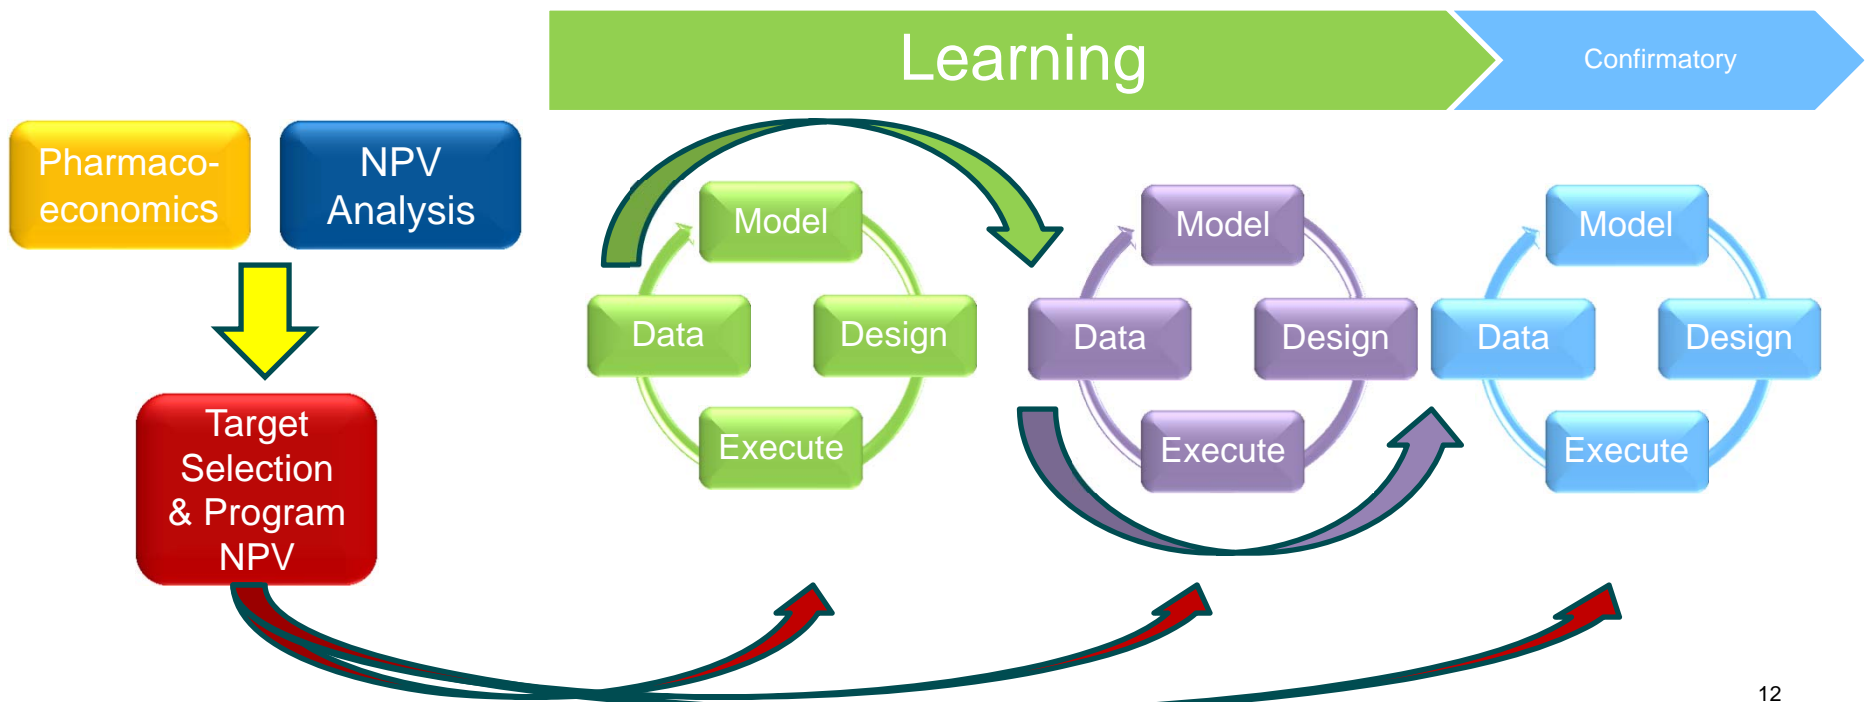 Learning
Confirmatory
Pharmaco-
economics
NPV
Analysis
Target
Selection
& Program
NPV
Model
Data
Design
Execute
Model
Data
Design
Execute
Model
Data
Design
Execute
12